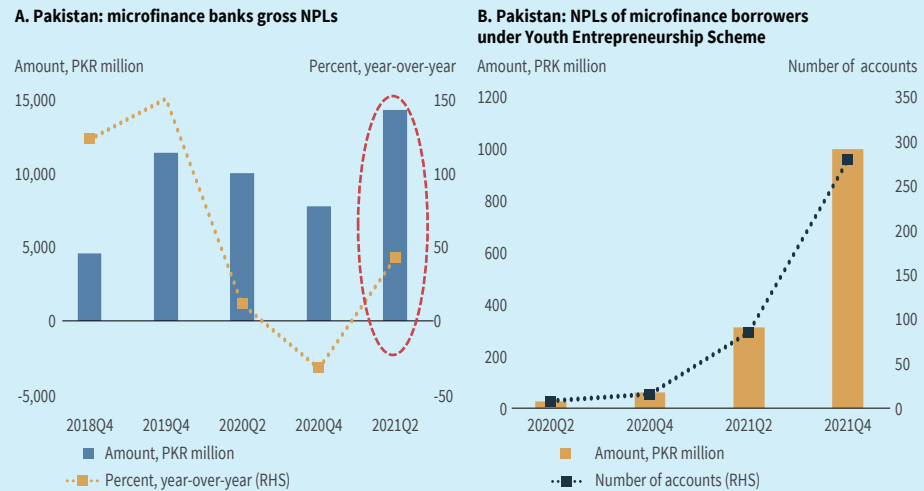 A. Pakistan: microfinance banks gross NPLs
Amount, PKR million
Percent, year-over-year
15,000
10,000
5,000
0
-5,000
150
100
50
0
-50
2018Q4 2019Q4 2020Q2 2020Q4 2021Q2
Amount, PKR million
Percent, year-over-year (RHS)
B. Pakistan: NPLs of microfinance borrowers
under Youth Entrepreneurship Scheme
Amount, PRK million
Number of accounts
1200
1000
800
600
400
200
0
350
300
250
200
150
100
50
0
2020Q2 2020Q4 2021Q2 2021Q4
Amount, PKR million
Number of accounts (RHS)